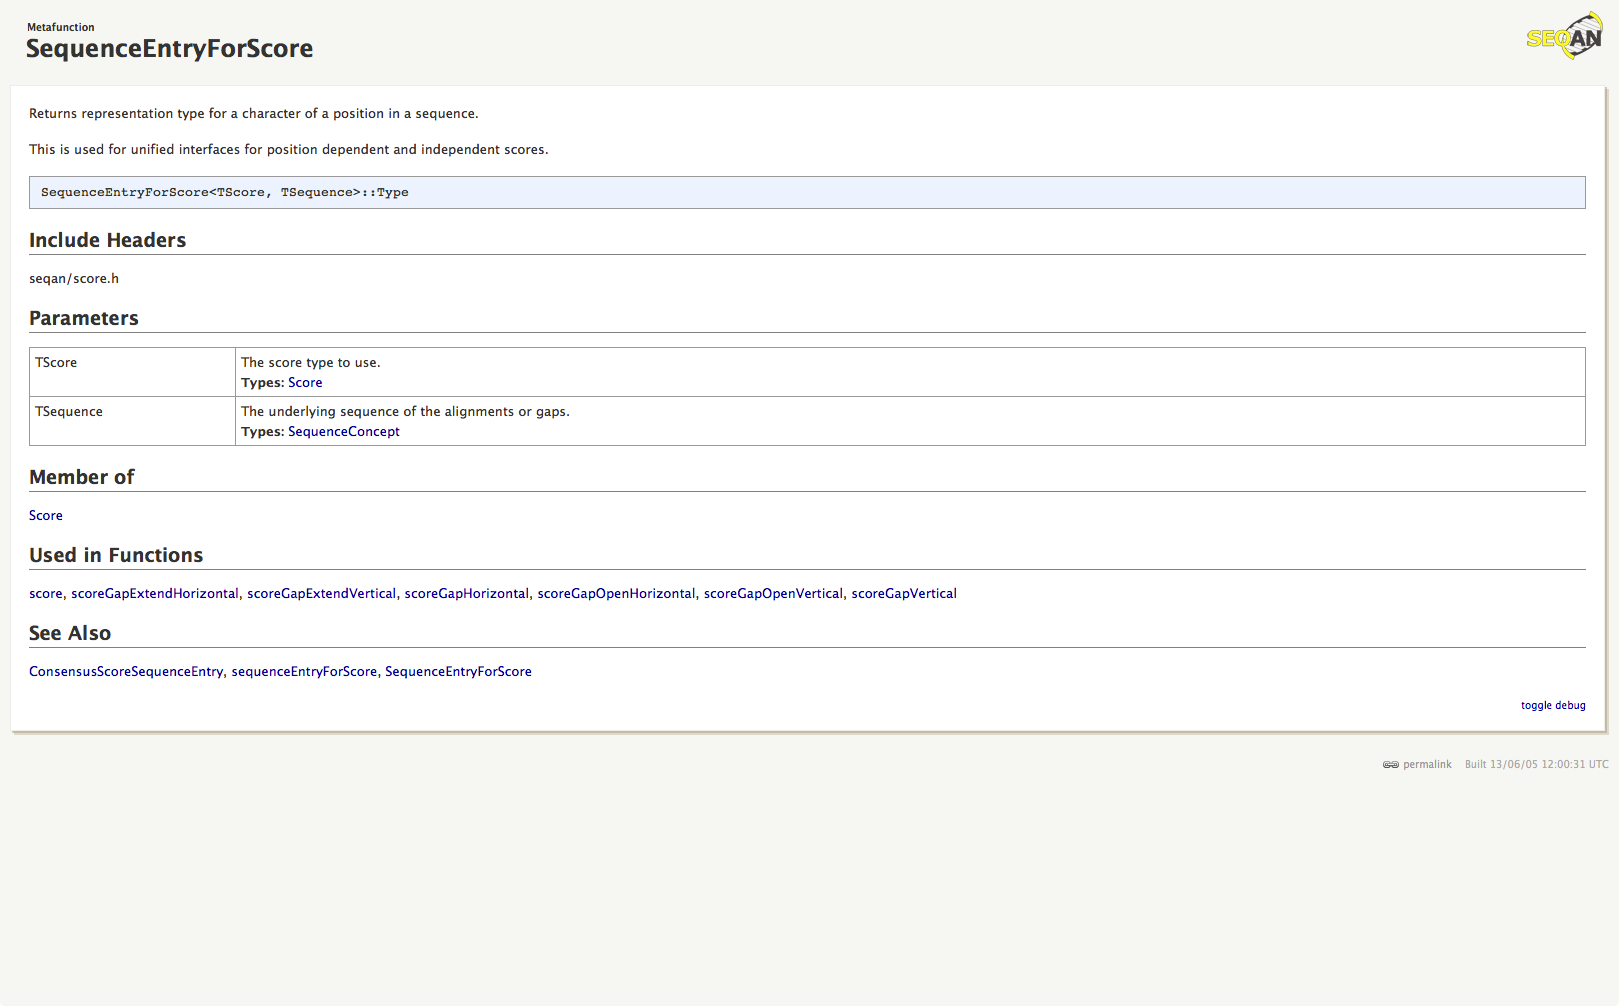 Metafunction
SequenceEntryForScore
SEQAN
Returns representation type for a character of a position in a sequence.
This is used for unified interfaces for position dependent and independent scores.
SequenceEntryForScore<TScore, TSequence>::Type
Include Headers
seqan/score.h
Parameters
TScore
The score type to use.
Types: Score
TSequence
The underlying sequence of the alignments or gaps.
Types: SequenceConcept
Member of
Score
Used in Functions
score, scoreGapExtendHorizontal, scoreGapExtendVertical, scoreGapHorizontal, scoreGapOpenHorizontal, scoreGapOpenVertical, scoreGapVertical
See Also
ConsensusScoreSequenceEntry, sequenceEntryForScore, SequenceEntryForScore
toggle debug
permalink Built 13/06/05 12:00:31 UTC